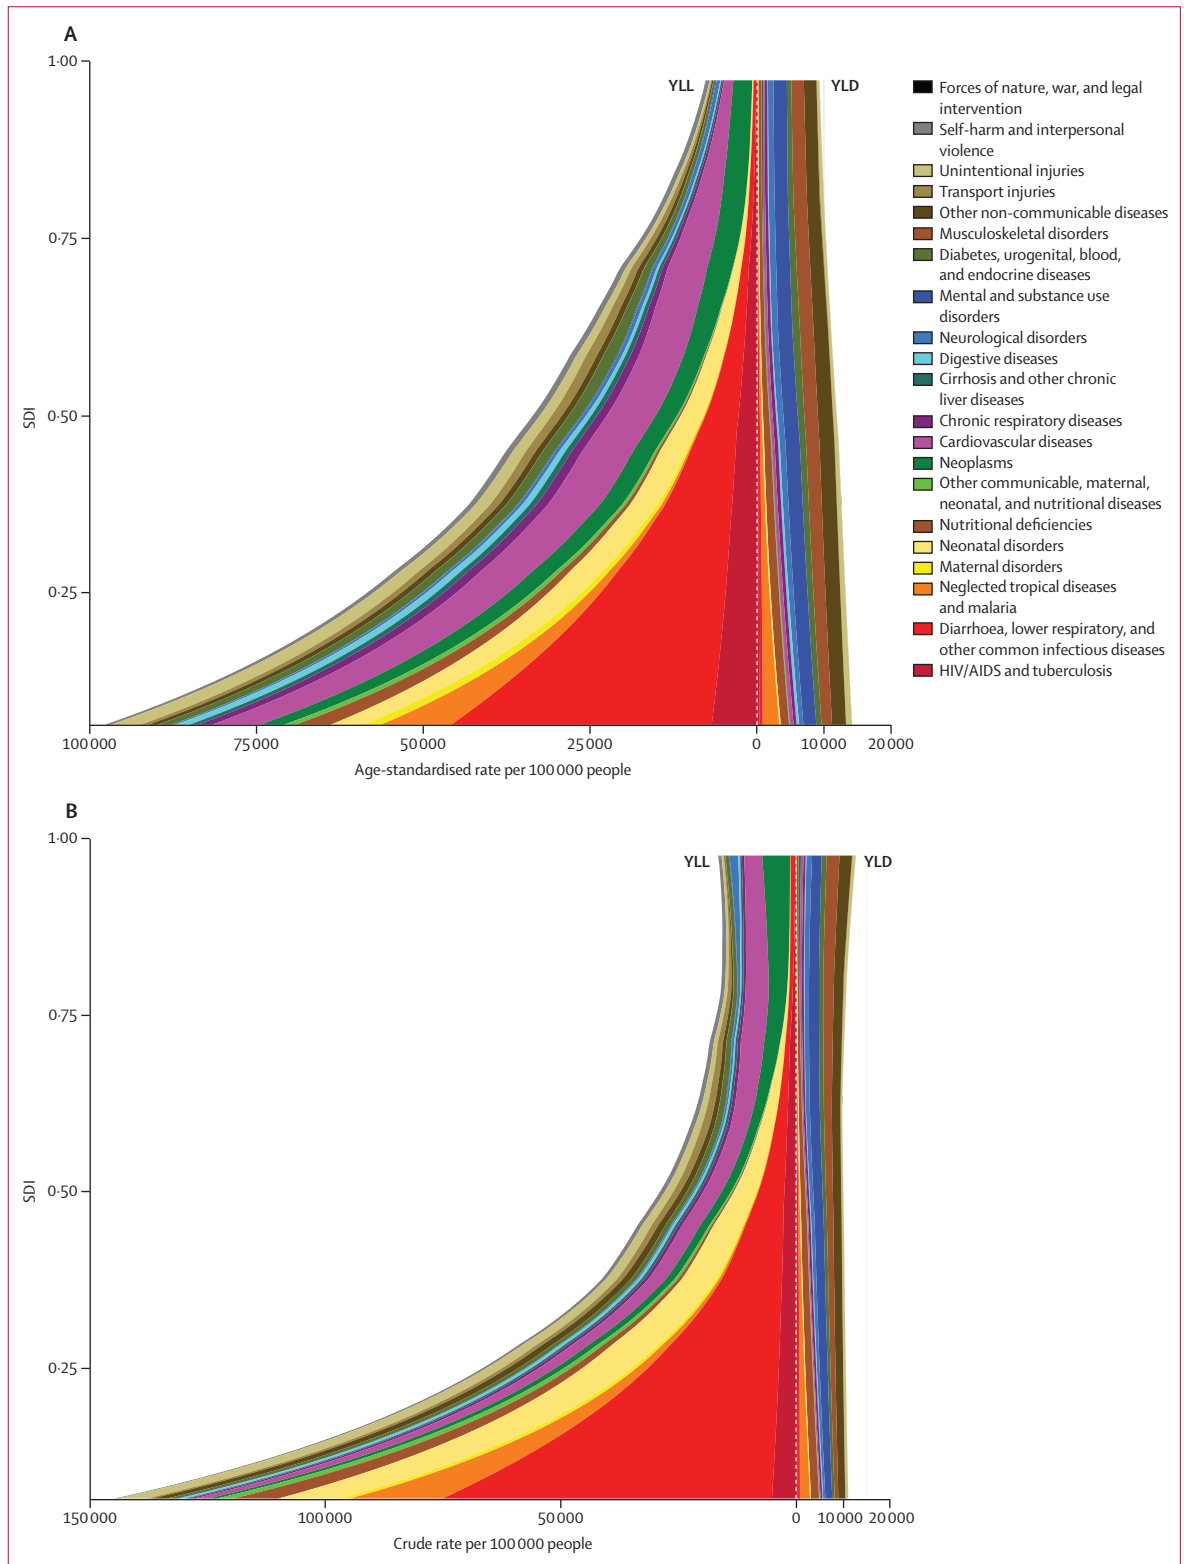 A
1·00
YLL
YLD
0·75
0·50
SDI
0·25
100 000
75 000
50 000
25 000
0
10 000
20 000
Age-standardised rate per 100 000 people
Forces of nature, war, and legal
intervention
Self-harm and interpersonal
violence
Unintentional injuries
Transport injuries
Other non-communicable diseases
Musculoskeletal disorders
Diabetes, urogenital, blood,
and endocrine diseases
Mental and substance use
disorders
Neurological disorders
Digestive diseases
Cirrhosis and other chronic
liver diseases
Chronic respiratory diseases
Cardiovascular diseases
Neoplasms
Other communicable, maternal,
neonatal, and nutritional diseases
Nutritional deficiencies
Neonatal disorders
Maternal disorders
Neglected tropical diseases
and malaria
Diarrhoea, lower respiratory, and
other common infectious diseases
HIV/AIDS and tuberculosis
B
1·00
YLL
YLD
0·75
0·50
SDI
0·25
150 000
100 000
50 000
0
10 000
20 000
Crude rate per 100 000 people